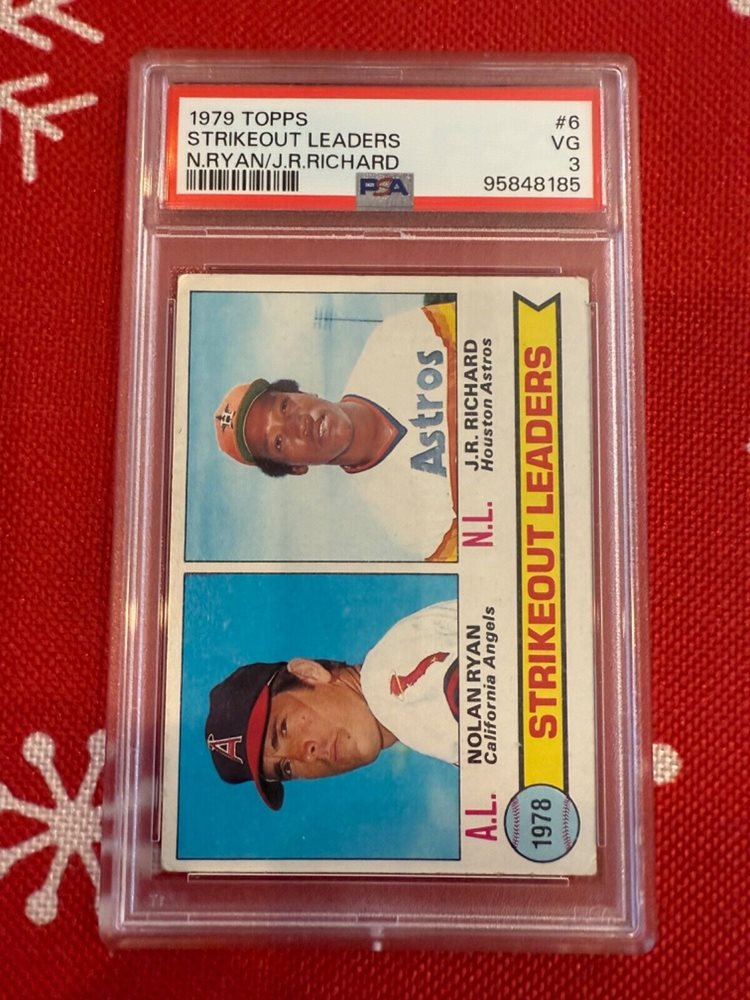 1979 TOPPS #6
STRIKEOUT LEADERS VG
N.RYAN/J.R.RICHARD 3
PSA 95848185
A
H
Astros
A.L. NOLAN RYAN
California Angels
N.L. J.R. RICHARD
Houston Astros
1978 STRIKEOUT LEADERS